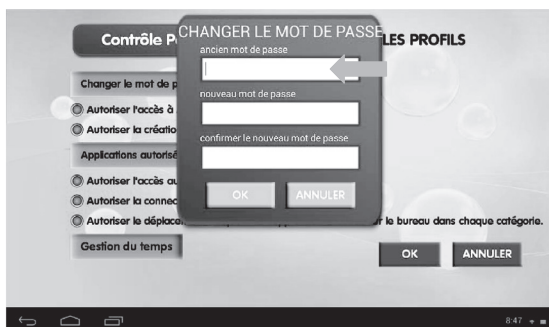 Contrôle P
LES PROFILS
CHANGER LE MOT DE PASSE
ancien mot de passe
nouveau mot de passe
confirmer le nouveau mot de passe
OK
ANNULER
Changer le mot de p
Autoriser l'accès à
Autoriser la créatio
Applications autorisé
Autoriser l'accès au
Autoriser la connec
Autoriser le déplace
r le bureau dans chaque catégorie.
Gestion du temps
OK
ANNULER
8:47